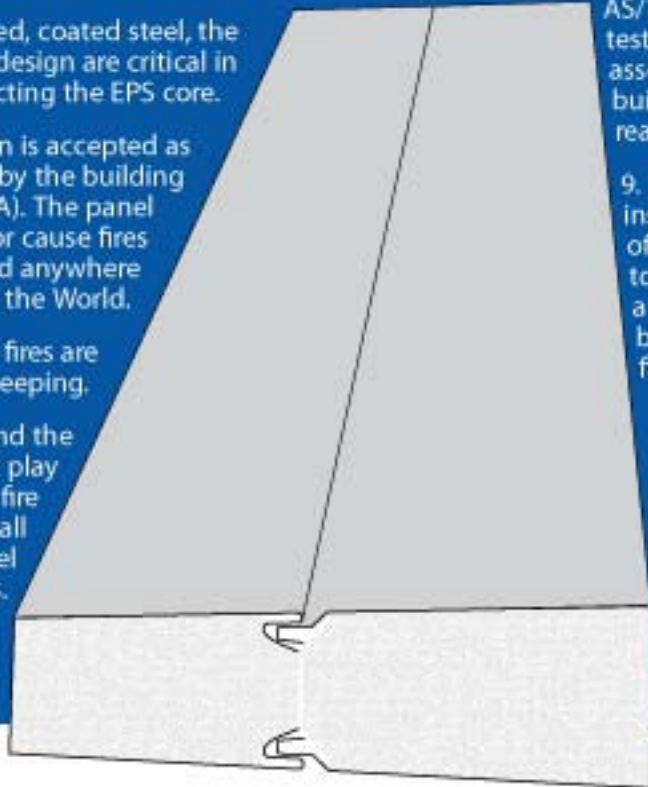 ed, coated steel, the
design are critical in
cting the EPS core.
n is accepted as
by the building
A). The panel
or cause fires
d anywhere
the World.
fires are
eeping.
nd the
play
fire
all
el
AS/
test
asse
bui
rea
9.
ins
of
to
a
b
f